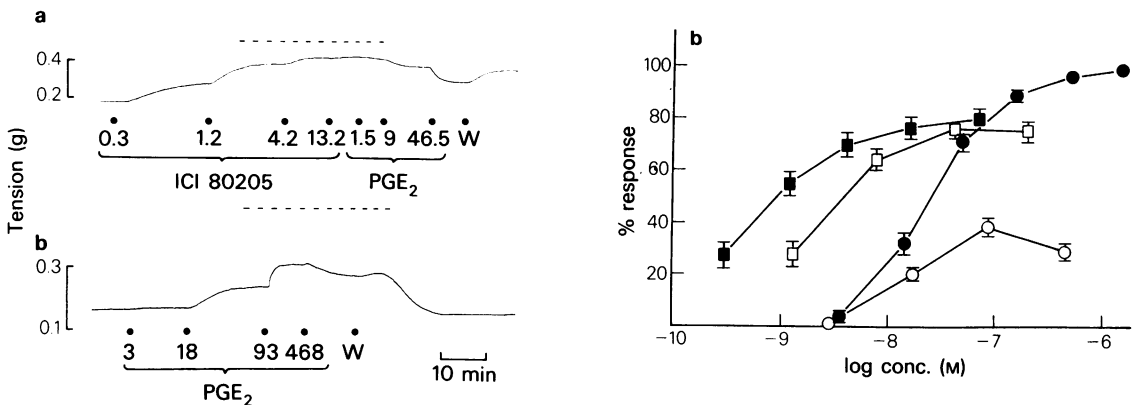 a
0.4
0.2
0.3 1.2 4.2 13.2 1.5 9 46.5 W
ICI 80205 PGE₂
Tension (g)
b
0.3
0.1
3 18 93 468 W
PGE₂
10 min
b
100
80
60
40
20
% response
−10 −9 −8 −7 −6
log conc. (M)